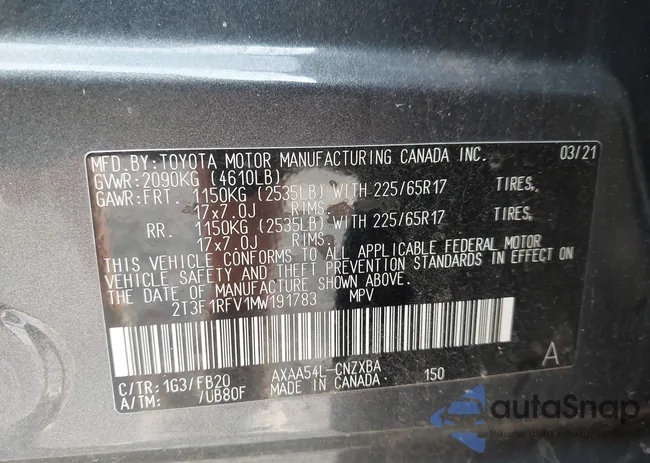 MFD. BY: TOYOTA MOTOR MANUFACTURING CANADA INC. 03/21
GVWR: 2090KG (4610LB)
GAWR: FRT. 1150KG (2535LB) WITH 225/65R17 TIRES,
17x7.0J RIMS,
RR. 1150KG (2535LB) WITH 225/65R17 TIRES,
17x7.0J RIMS.
THIS VEHICLE CONFORMS TO ALL APPLICABLE FEDERAL MOTOR
VEHICLE SAFETY AND THEFT PREVENTION STANDARDS IN EFFECT ON
THE DATE OF MANUFACTURE SHOWN ABOVE.
2T3F1RFV1MW191783 MPV
C/TR: 1G3/FB20 AXAA54L-CNZXBA 150 A
A/TM: /UB80F MADE IN CANADA
autaSnap